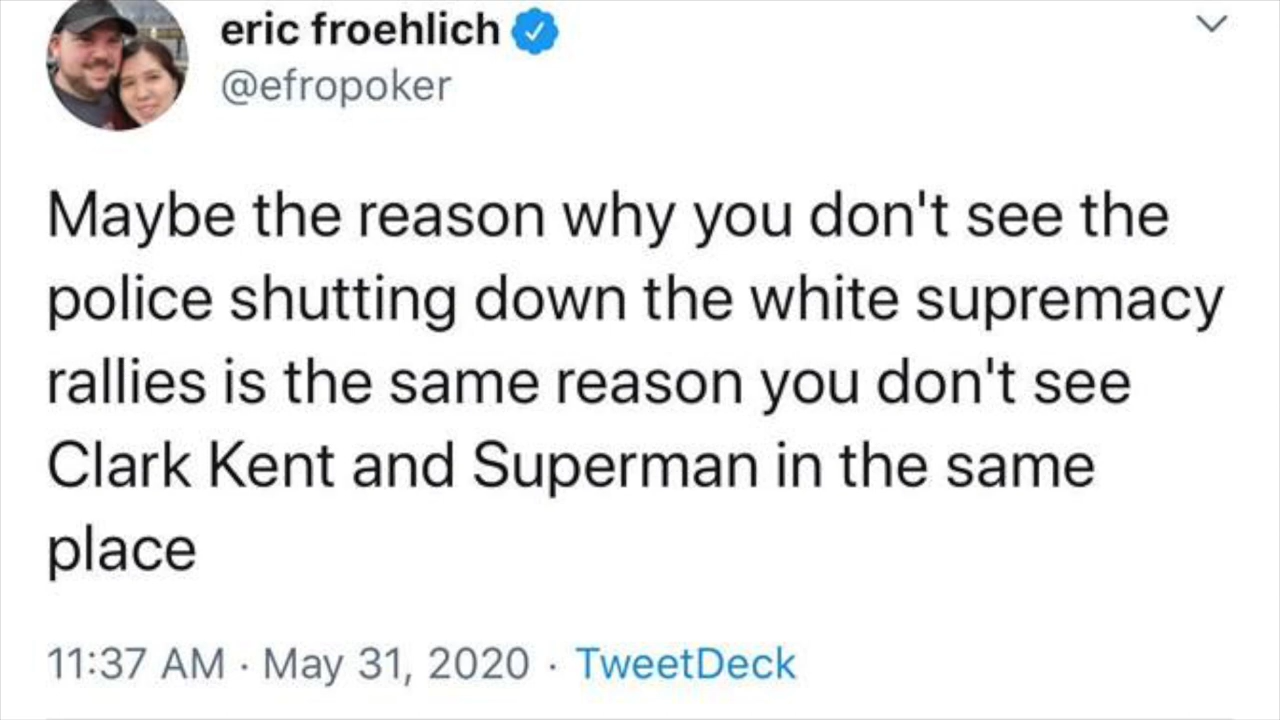 eric froehlich
@efropoker
Maybe the reason why you don't see the
police shutting down the white supremacy
rallies is the same reason you don't see
Clark Kent and Superman in the same
place
11:37 AM · May 31, 2020 · TweetDeck